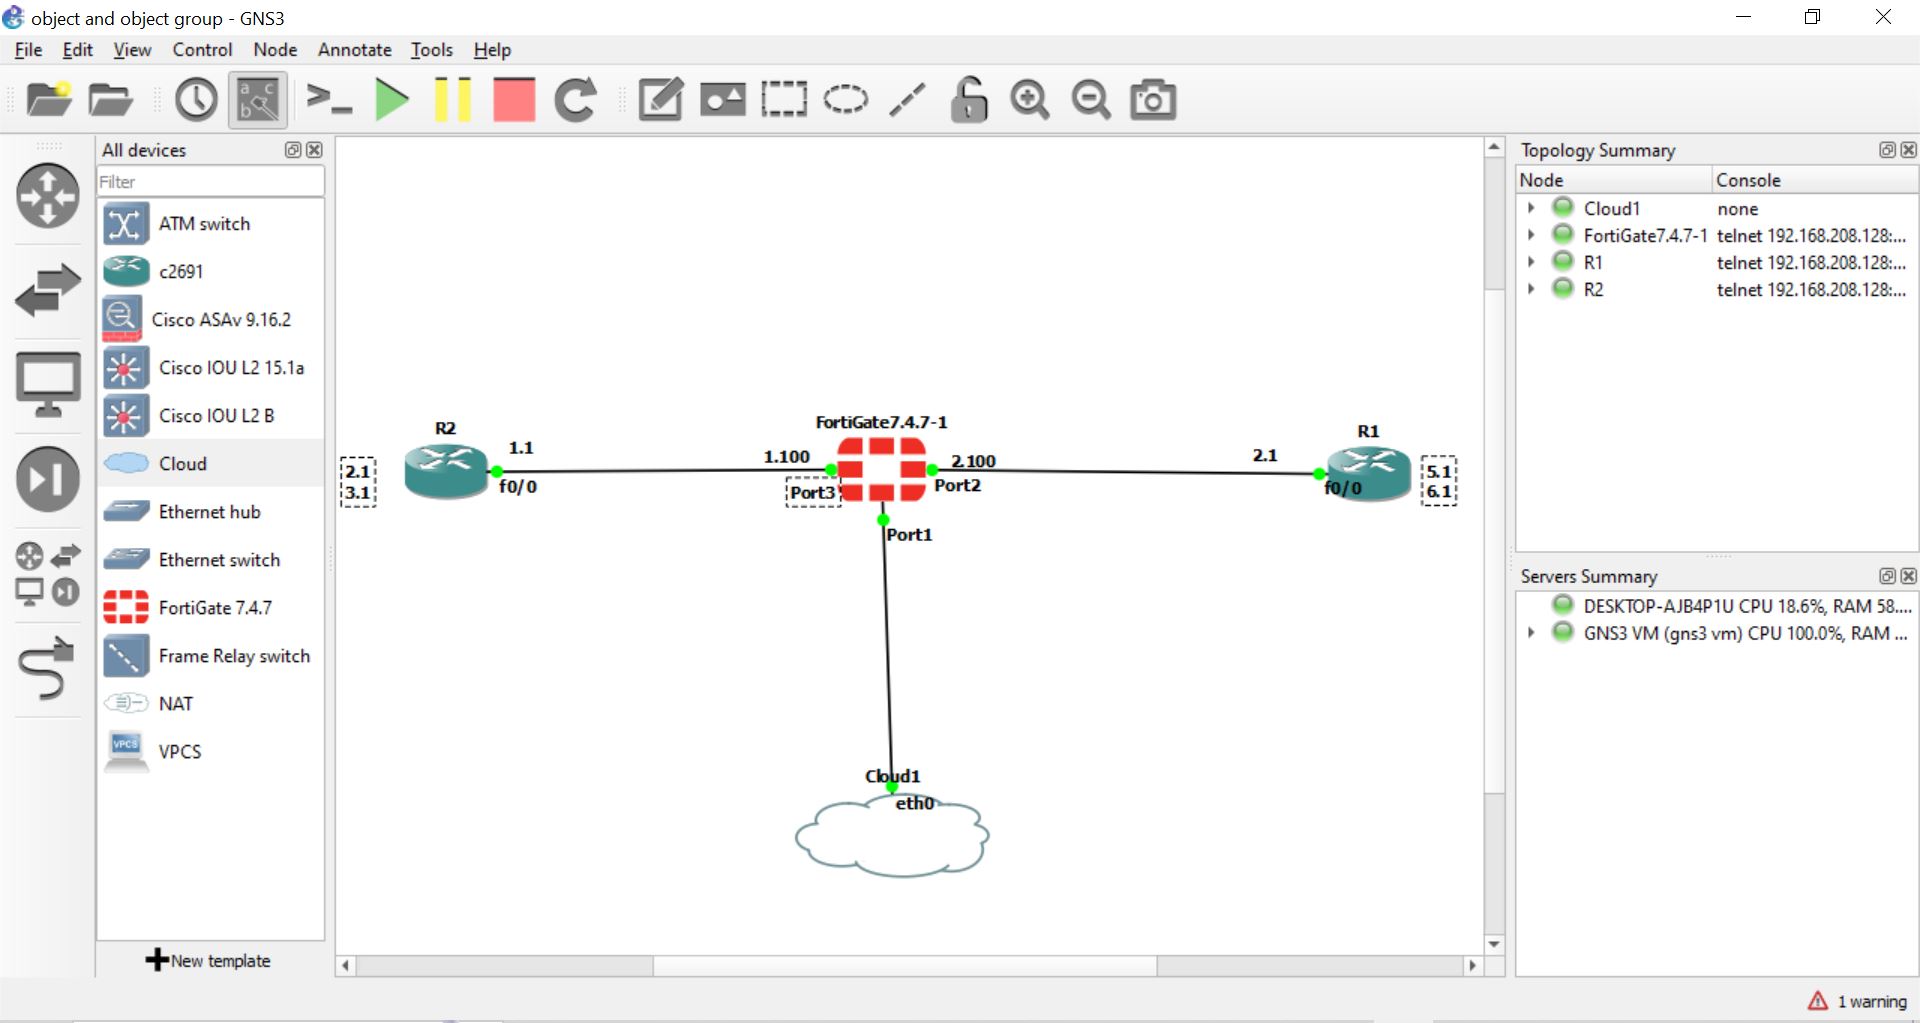 object and object group - GNS3
File Edit View Control Node Annotate Tools Help
All devices
Filter
ATM switch
c2691
Cisco ASAv 9.16.2
Cisco IOU L2 15.1a
Cisco IOU L2 B
Cloud
Ethernet hub
Ethernet switch
FortiGate 7.4.7
Frame Relay switch
NAT
VPCS
VPCS
New template
R2
1.1
f0/0
2.1
3.1
FortiGate7.4.7-1
1.100
Port3
2.100
Port2
Port1
R1
2.1
f0/0
5.1
6.1
Cloud1
eth0
Topology Summary
Node Console
Cloud1 none
FortiGate7.4.7-1 telnet 192.168.208.128:...
R1 telnet 192.168.208.128:...
R2 telnet 192.168.208.128:...
Servers Summary
DESKTOP-AJB4P1U CPU 18.6%, RAM 58....
GNS3 VM (gns3 vm) CPU 100.0%, RAM ...
1 warning